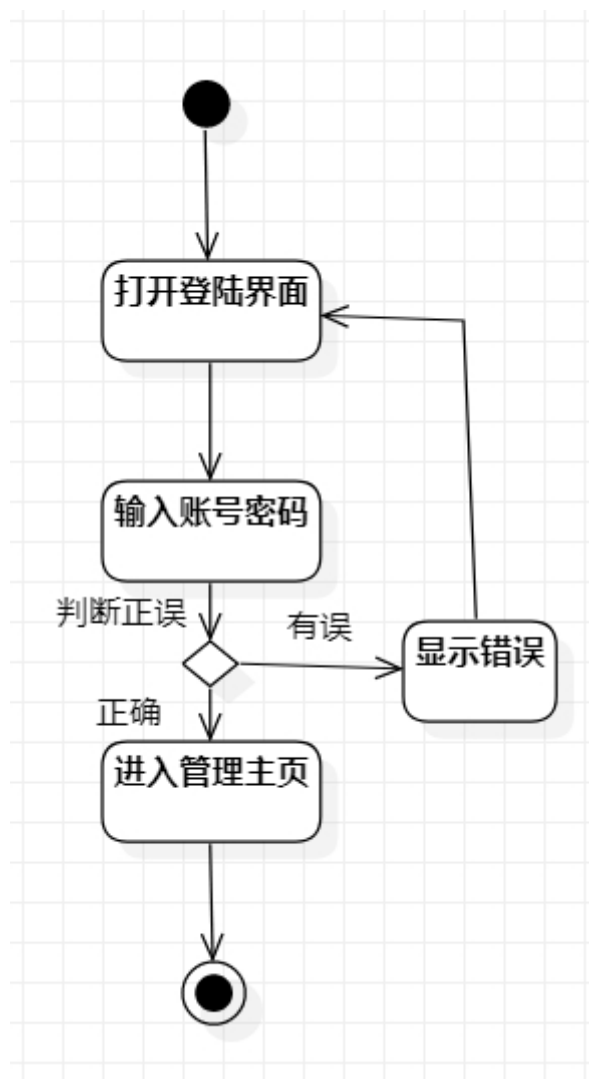 打开登陆界面
输入账号密码
判断正误
有误
显示错误
正确
进入管理主页